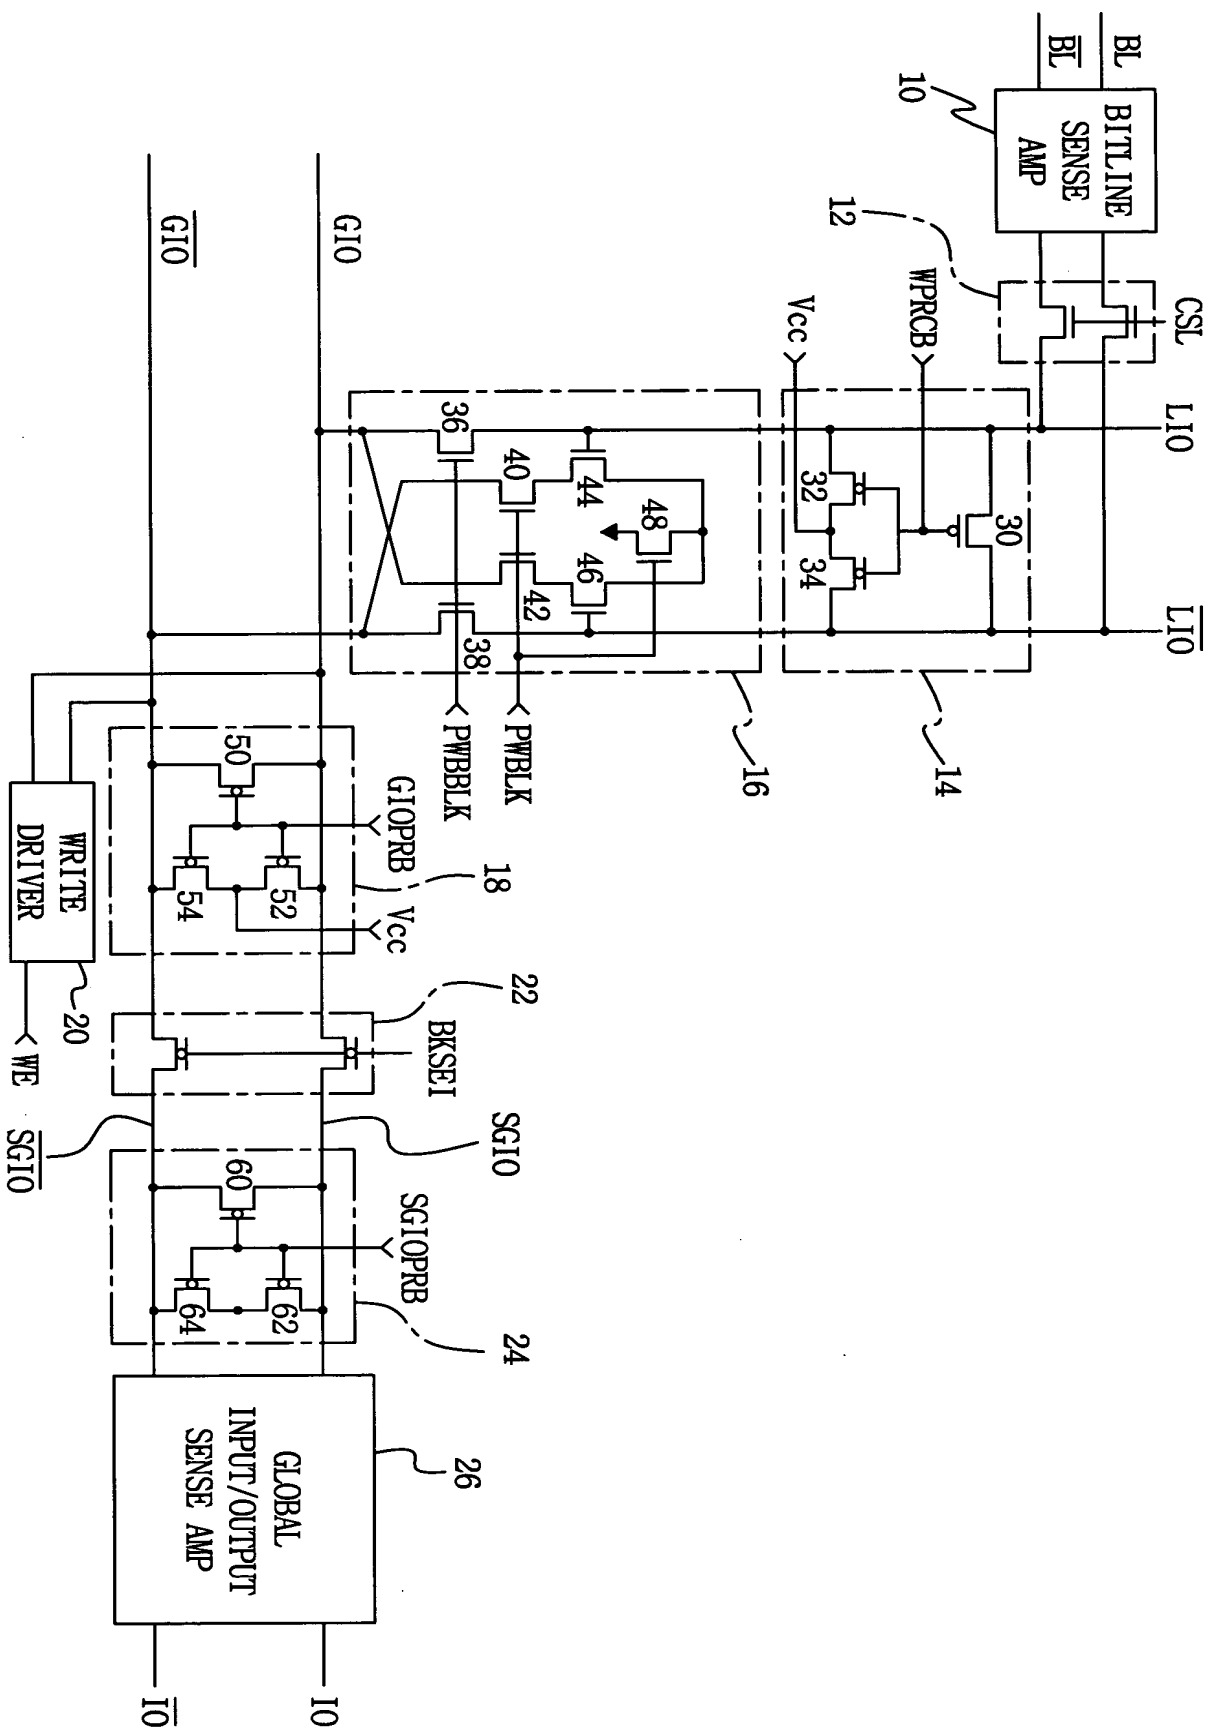 BL
BL
10
BITLINE
SENSE
AMP
12
CSL
LIO
LIO
WPRCB
Vcc
30
32
34
14
GIO
GIO
36
40
44
48
46
42
38
16
PWBLK
PWBBLK
50
52
54
GIOPRB
Vcc
18
WRITE
DRIVER
20
WE
22
BKSEI
SGIO
SGIO
60
62
64
SGIOPRB
24
GLOBAL
INPUT/OUTPUT
SENSE AMP
26
IO
IO